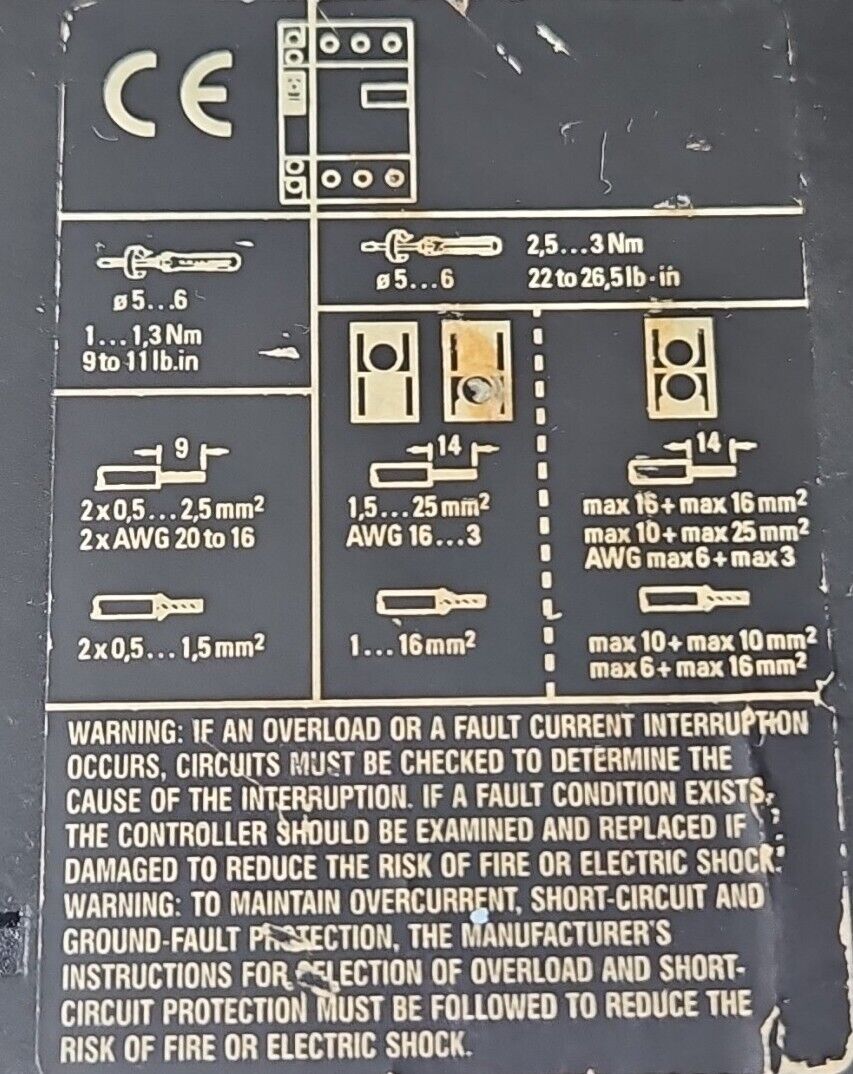 CE
ø 5...6
1... 1,3 Nm
9 to 11 lb.in
2,5...3 Nm
ø 5...6
22 to 26,5 lb·in
9
2 x 0,5... 2,5 mm²
2 x AWG 20 to 16
2 x 0,5... 1,5 mm²
14
1,5...25 mm²
AWG 16...3
1...16 mm²
14
max 16 + max 16 mm²
max 10 + max 25 mm²
AWG max 6 + max 3
max 10 + max 10 mm²
max 6 + max 16 mm²
WARNING: IF AN OVERLOAD OR A FAULT CURRENT INTERRUPTION
OCCURS, CIRCUITS MUST BE CHECKED TO DETERMINE THE
CAUSE OF THE INTERRUPTION. IF A FAULT CONDITION EXISTS,
THE CONTROLLER SHOULD BE EXAMINED AND REPLACED IF
DAMAGED TO REDUCE THE RISK OF FIRE OR ELECTRIC SHOCK.
WARNING: TO MAINTAIN OVERCURRENT, SHORT-CIRCUIT AND
GROUND-FAULT PROTECTION, THE MANUFACTURER'S
INSTRUCTIONS FOR SELECTION OF OVERLOAD AND SHORT-
CIRCUIT PROTECTION MUST BE FOLLOWED TO REDUCE THE
RISK OF FIRE OR ELECTRIC SHOCK.